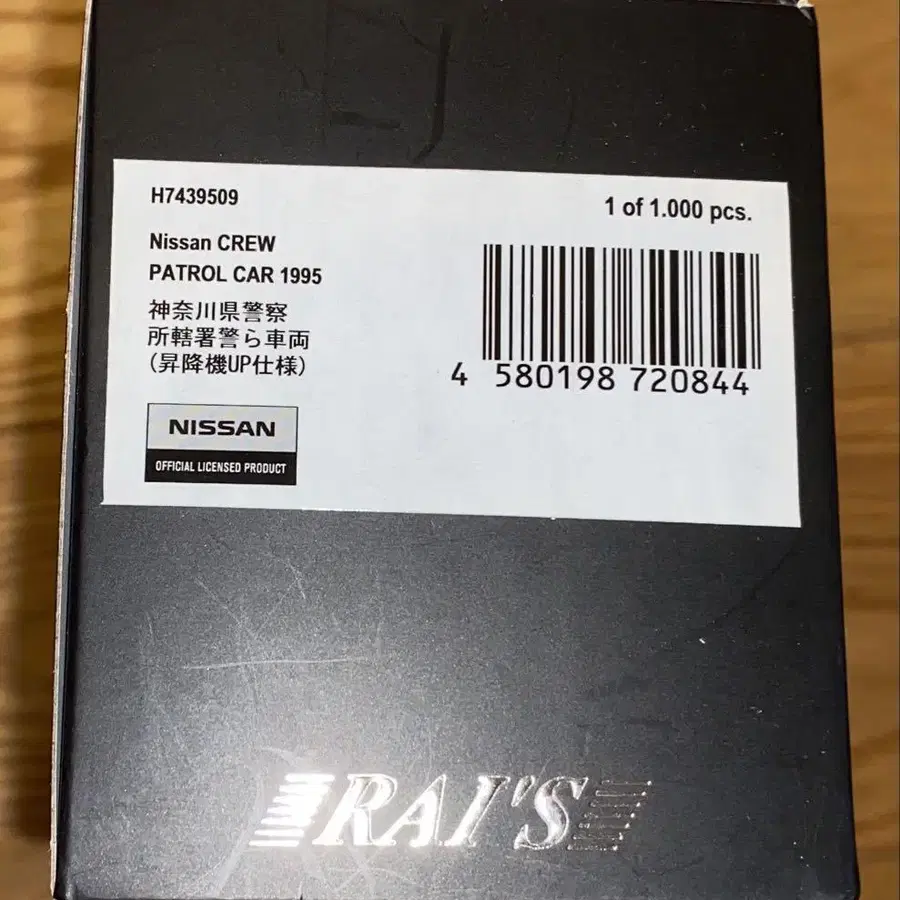 H7439509
1 of 1.000 pcs.
Nissan CREW
PATROL CAR 1995
神奈川県警察
所轄署警ら車両
(昇降機UP仕様)
4 580198 720844
NISSAN
OFFICIAL LICENSED PRODUCT
RAI'S